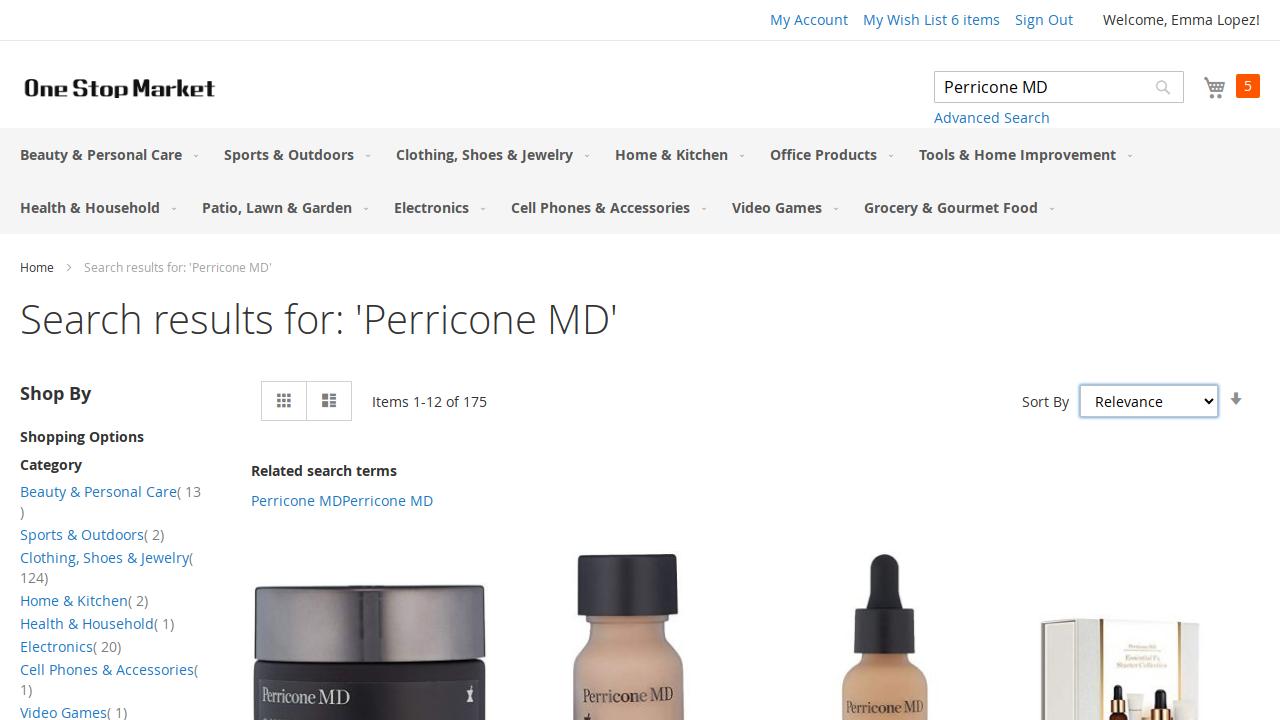 My Account My Wish List 6 items Sign Out Welcome, Emma Lopez!
One Stop Market
Perricone MD
5
Advanced Search
Beauty & Personal Care Sports & Outdoors Clothing, Shoes & Jewelry Home & Kitchen Office Products Tools & Home Improvement
Health & Household Patio, Lawn & Garden Electronics Cell Phones & Accessories Video Games Grocery & Gourmet Food
Home Search results for: 'Perricone MD'
Search results for: 'Perricone MD'
Shop By
Items 1-12 of 175
Sort By Relevance
Shopping Options
Category
Beauty & Personal Care( 13
)
Sports & Outdoors( 2)
Clothing, Shoes & Jewelry(
124)
Home & Kitchen( 2)
Health & Household( 1)
Electronics( 20)
Cell Phones & Accessories(
1)
Video Games( 1)
Related search terms
Perricone MDPerricone MD
Perricone MD
Perricone MD
Perricone MD
Perricone MD
Essential Fx
Starter Collection